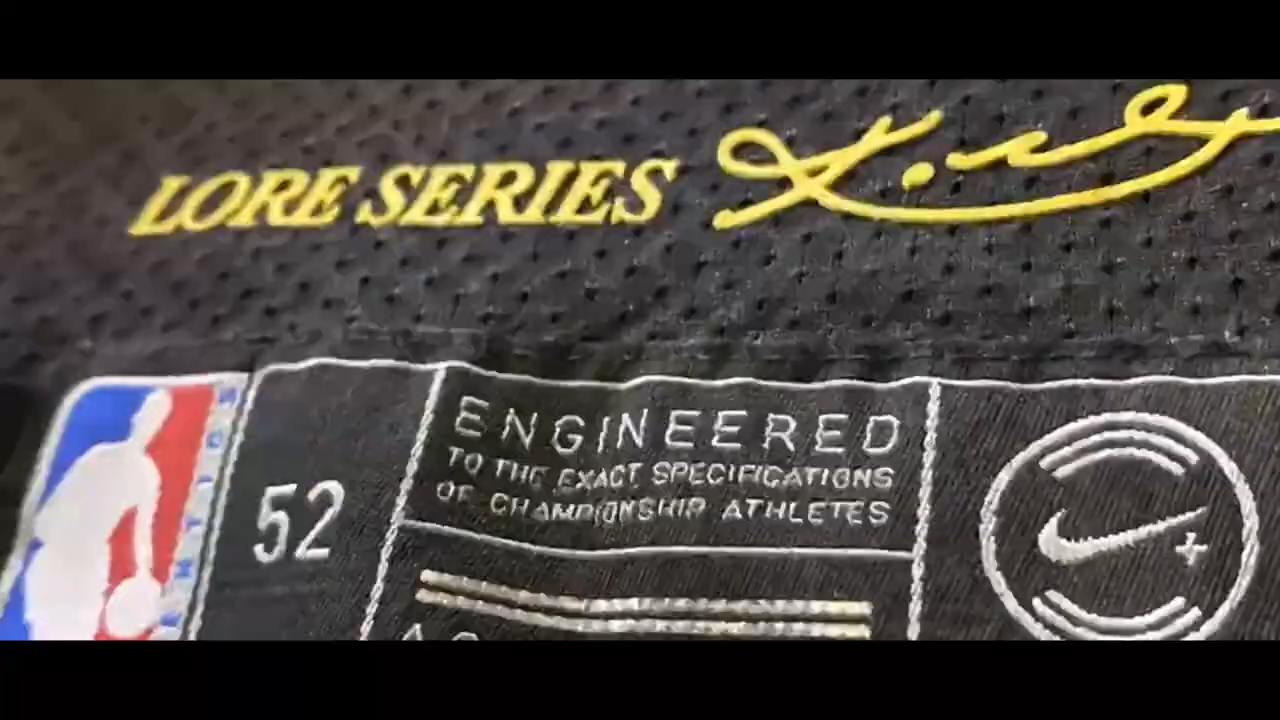 LORE SERIES
52
ENGINEERED
TO THE EXACT SPECIFICATIONS
OF CHAMPIONSHIP ATHLETES